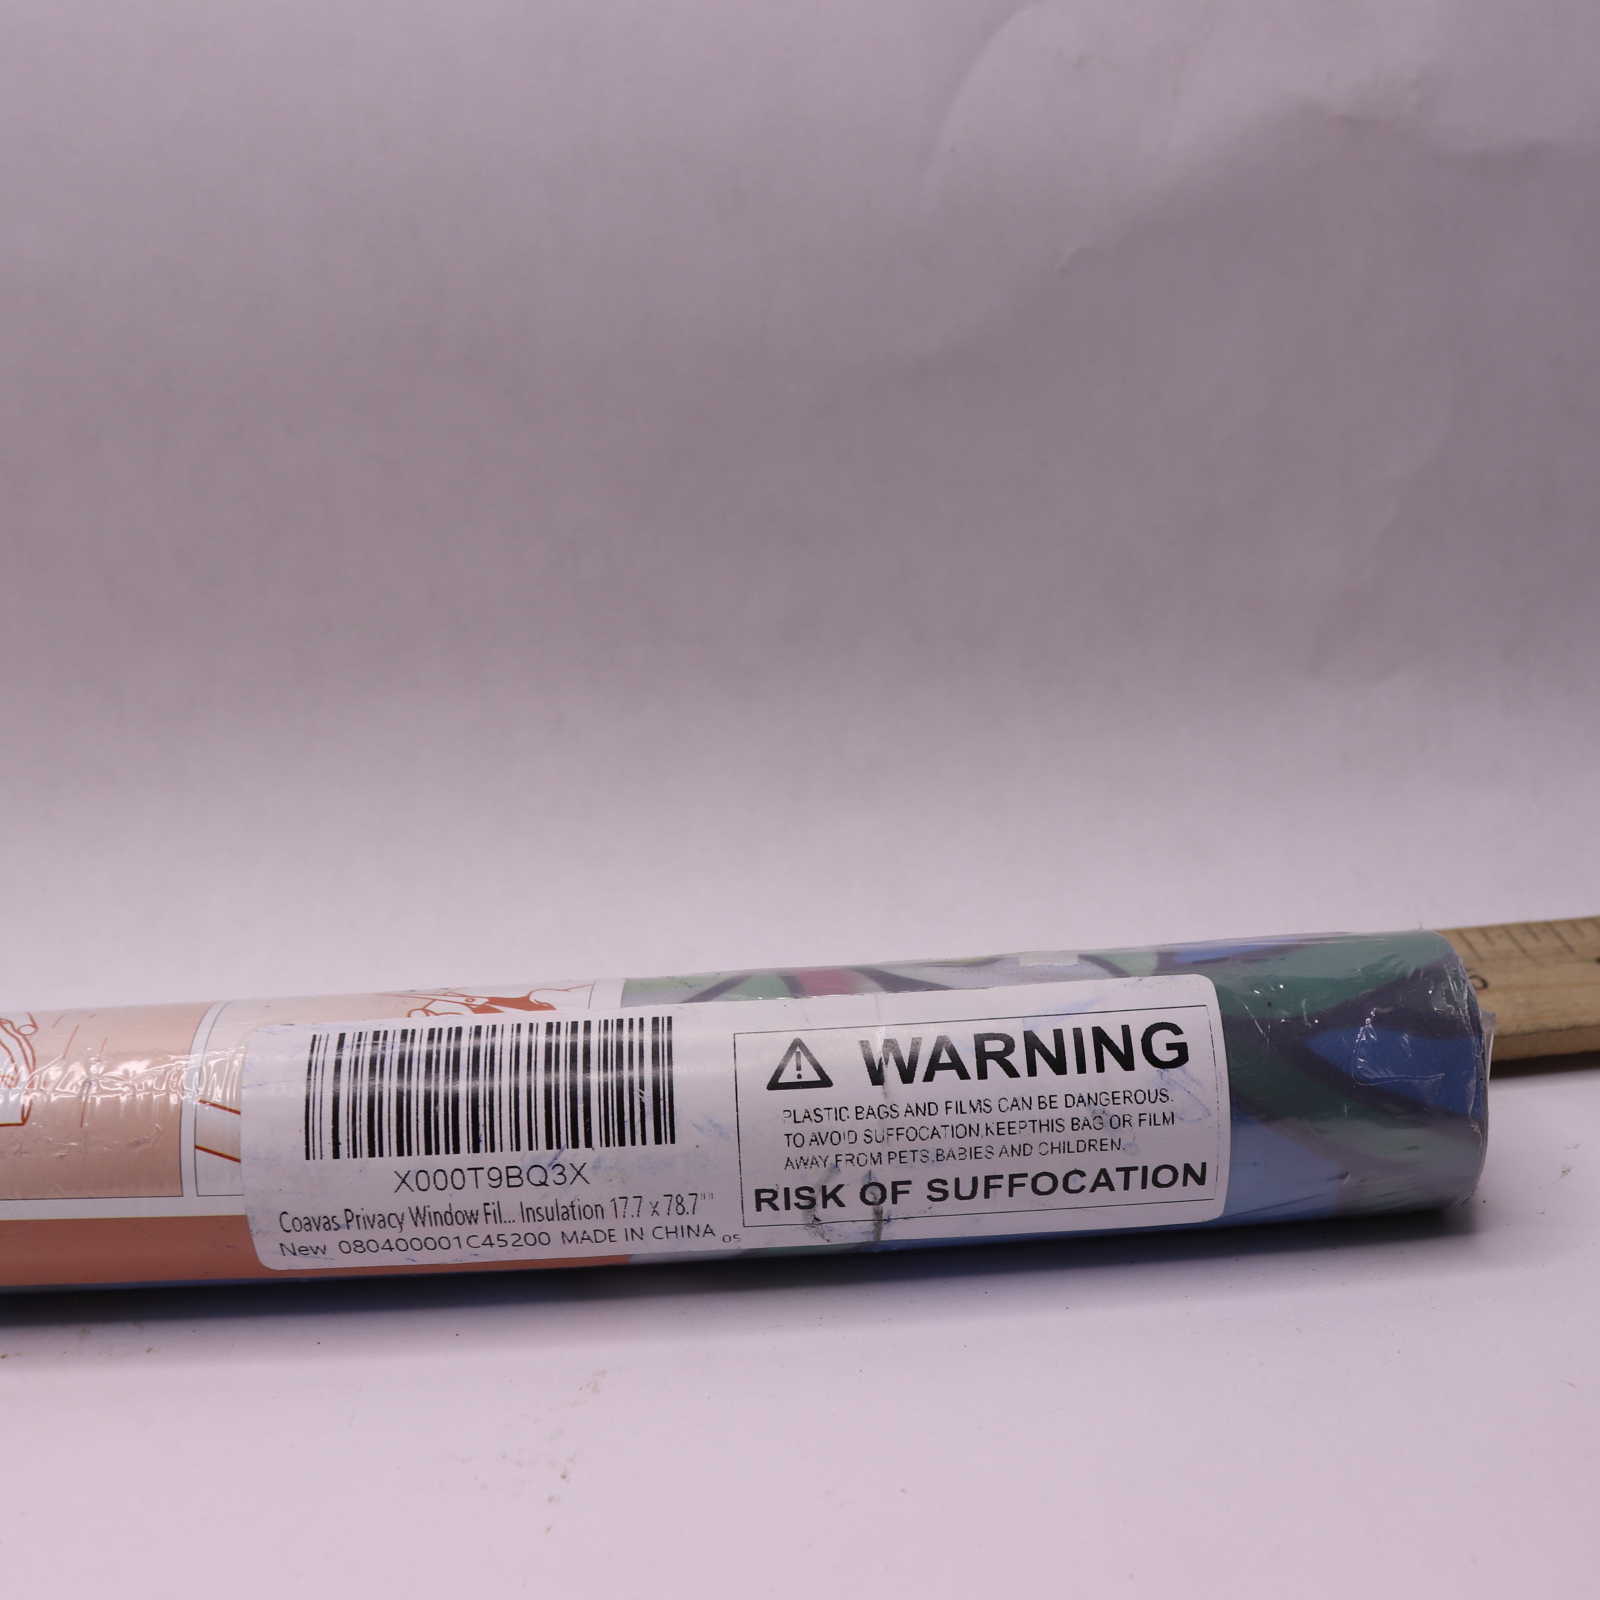 X000T9BQ3X
Coavas Privacy Window Fil... Insulation 17.7 x 78.7""
New 080400001C45200 MADE IN CHINA 05
WARNING
PLASTIC BAGS AND FILMS CAN BE DANGEROUS.
TO AVOID SUFFOCATION,KEEPTHIS BAG OR FILM
AWAY FROM PETS,BABIES AND CHILDREN.
RISK OF SUFFOCATION